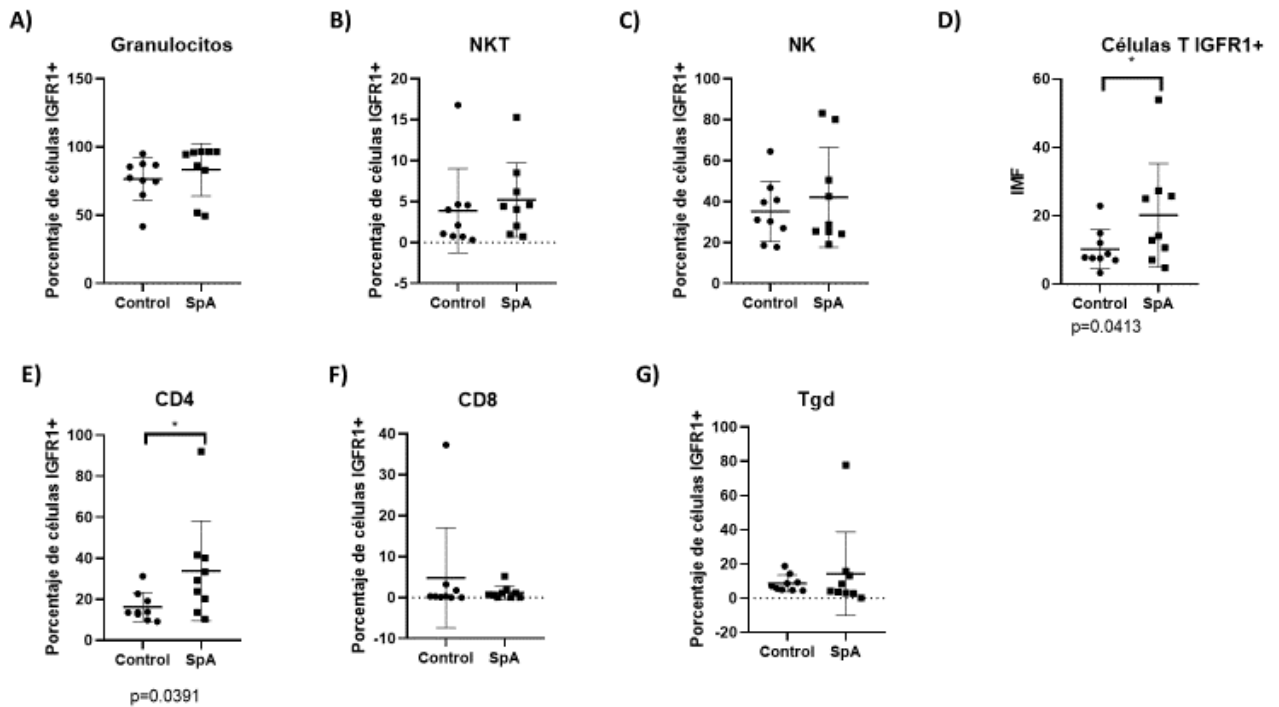 A)
Granulocitos
Porcentaje de células IGFR1+
150
100
50
0
Control SpA
B)
NKT
Porcentaje de células IGFR1+
20
15
10
5
0
-5
Control SpA
C)
NK
Porcentaje de células IGFR1+
100
80
60
40
20
0
Control SpA
D)
Células T IGFR1+
*
IMF
60
40
20
0
Control SpA
p=0.0413
E)
CD4
*
Porcentaje de células IGFR1+
100
80
60
40
20
0
Control SpA
p=0.0391
F)
CD8
Porcentaje de células IGFR1+
40
30
20
10
0
-10
Control SpA
G)
Tgd
Porcentaje de células IGFR1+
100
80
60
40
20
0
-20
Control SpA